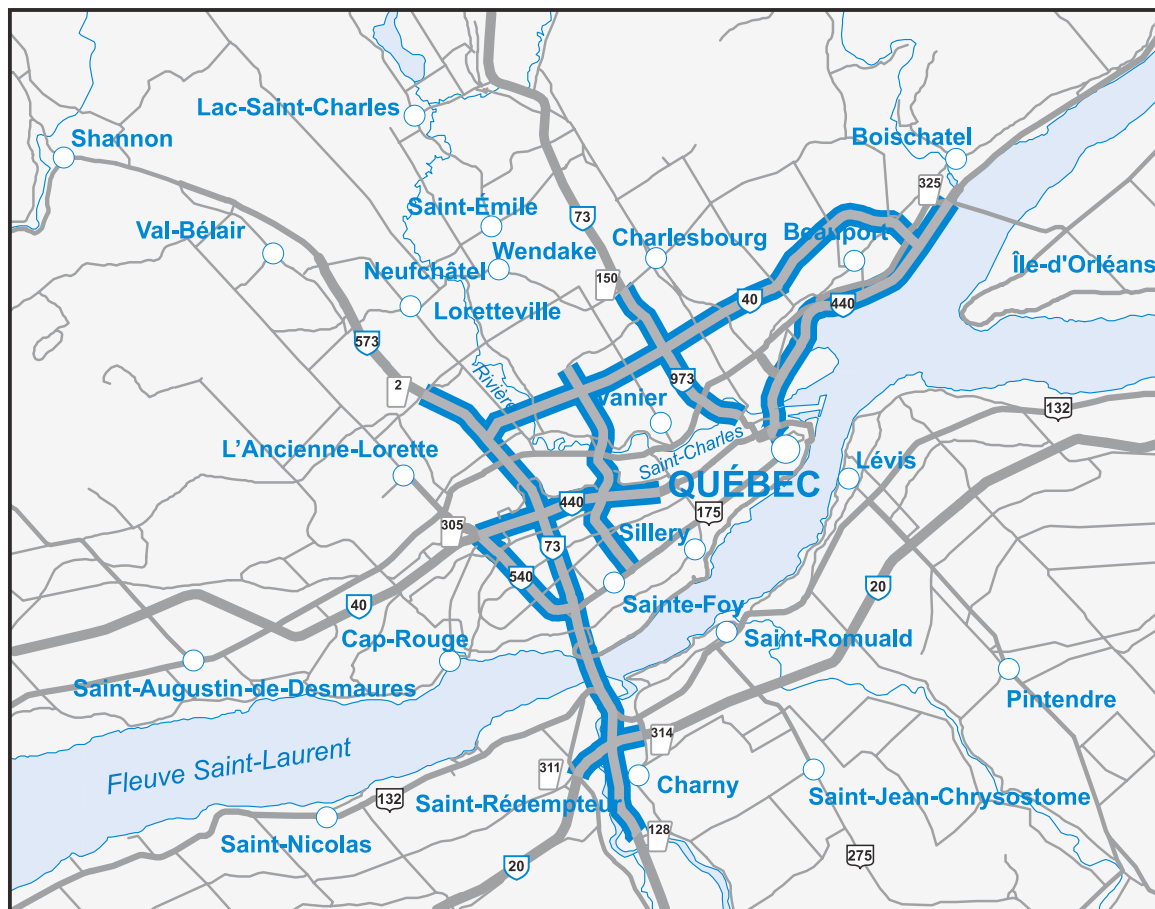 Lac-Saint-Charles
Shannon
Boischatel
325
Saint-Émile
73
Val-Bélair
Wendake
Charlesbourg
Beauport
Neufchâtel
Île-d'Orléans
150
40
440
Loretteville
573
Rivière
973
2
Vanier
132
Saint-Charles
L'Ancienne-Lorette
Lévis
QUÉBEC
440
175
305
Sillery
73
540
20
40
Sainte-Foy
Cap-Rouge
Saint-Romuald
Saint-Augustin-de-Desmaures
Pintendre
314
Fleuve Saint-Laurent
311
Charny
132
Saint-Rédempteur
Saint-Jean-Chrysostome
128
Saint-Nicolas
275
20